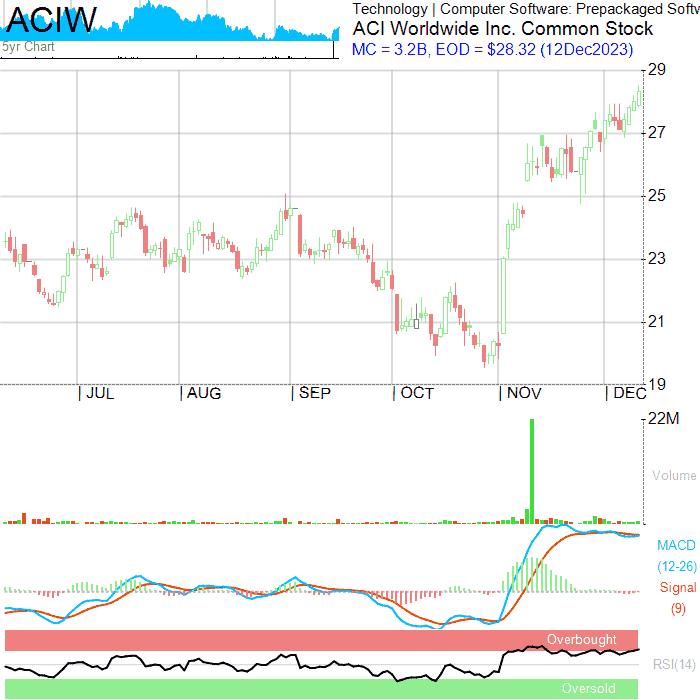 ACIW
5yr Chart
Technology | Computer Software: Prepackaged Softw
ACI Worldwide Inc. Common Stock
MC = 3.2B, EOD = $28.32 (12Dec2023)
29
27
25
23
21
19
JUL
AUG
SEP
OCT
NOV
DEC
22M
Volume
MACD
(12-26)
Signal
(9)
Overbought
RSI(14)
Oversold